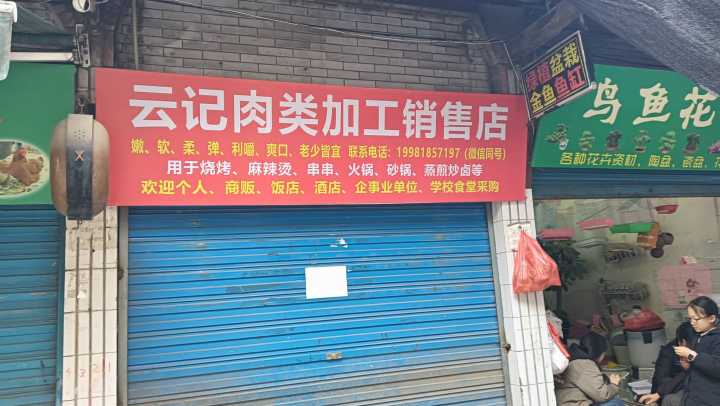 云记肉类加工销售店
嫩、软、柔、弹、利嘣、爽口、老少皆宜 联系电话：19981857197（微信同号）
用于烧烤、麻辣烫、串串、火锅、砂锅、蒸煎炒卤等
欢迎个人、商贩、饭店、酒店、企事业单位、学校食堂采购
绿植盆栽
金鱼鱼缸
鸟鱼花
各种花卉资材，陶盆、瓷盆、
X